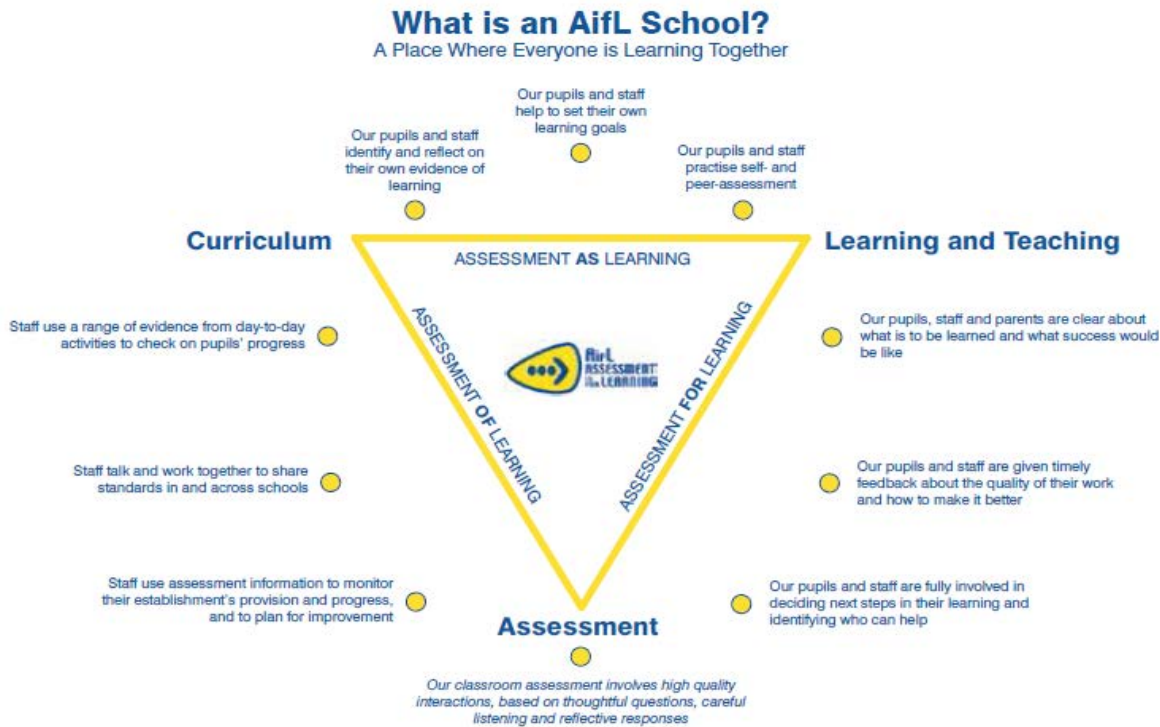 What is an AifL School?
A Place Where Everyone is Learning Together
Our pupils and staff
help to set their own
learning goals
Our pupils and staff
identify and reflect on
their own evidence of
learning
Our pupils and staff
practise self- and
peer-assessment
Curriculum
Learning and Teaching
ASSESSMENT AS LEARNING
ASSESSMENT OF LEARNING
ASSESSMENT FOR LEARNING
AifL
ASSESSMENT
LEARNING
Staff use a range of evidence from day-to-day
activities to check on pupils' progress
Our pupils, staff and parents are clear about
what is to be learned and what success would
be like
Staff talk and work together to share
standards in and across schools
Our pupils and staff are given timely
feedback about the quality of their work
and how to make it better
Staff use assessment information to monitor
their establishment's provision and progress,
and to plan for improvement
Our pupils and staff are fully involved in
deciding next steps in their learning and
identifying who can help
Assessment
Our classroom assessment involves high quality
interactions, based on thoughtful questions, careful
listening and reflective responses